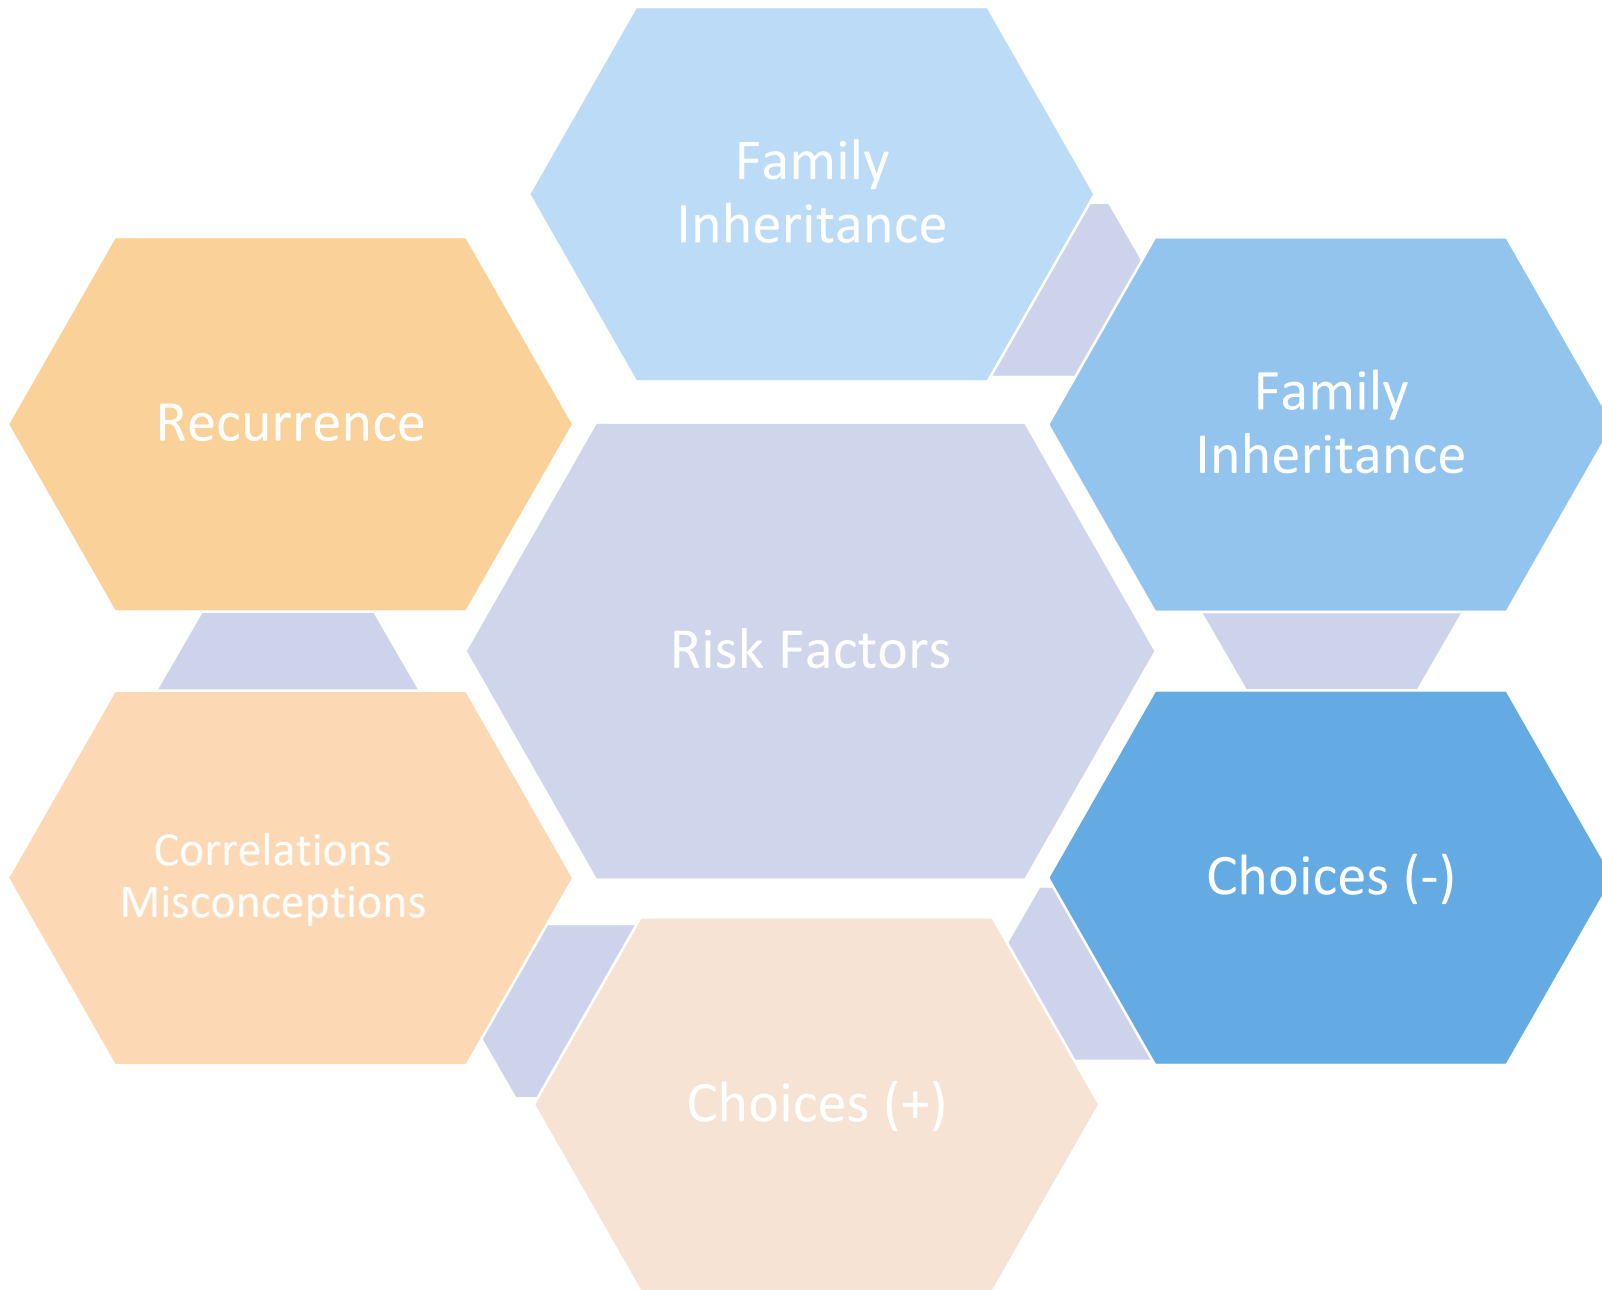 Family
Inheritance
Family
Inheritance
Recurrence
Risk Factors
Correlations
Misconceptions
Choices (-)
Choices (+)